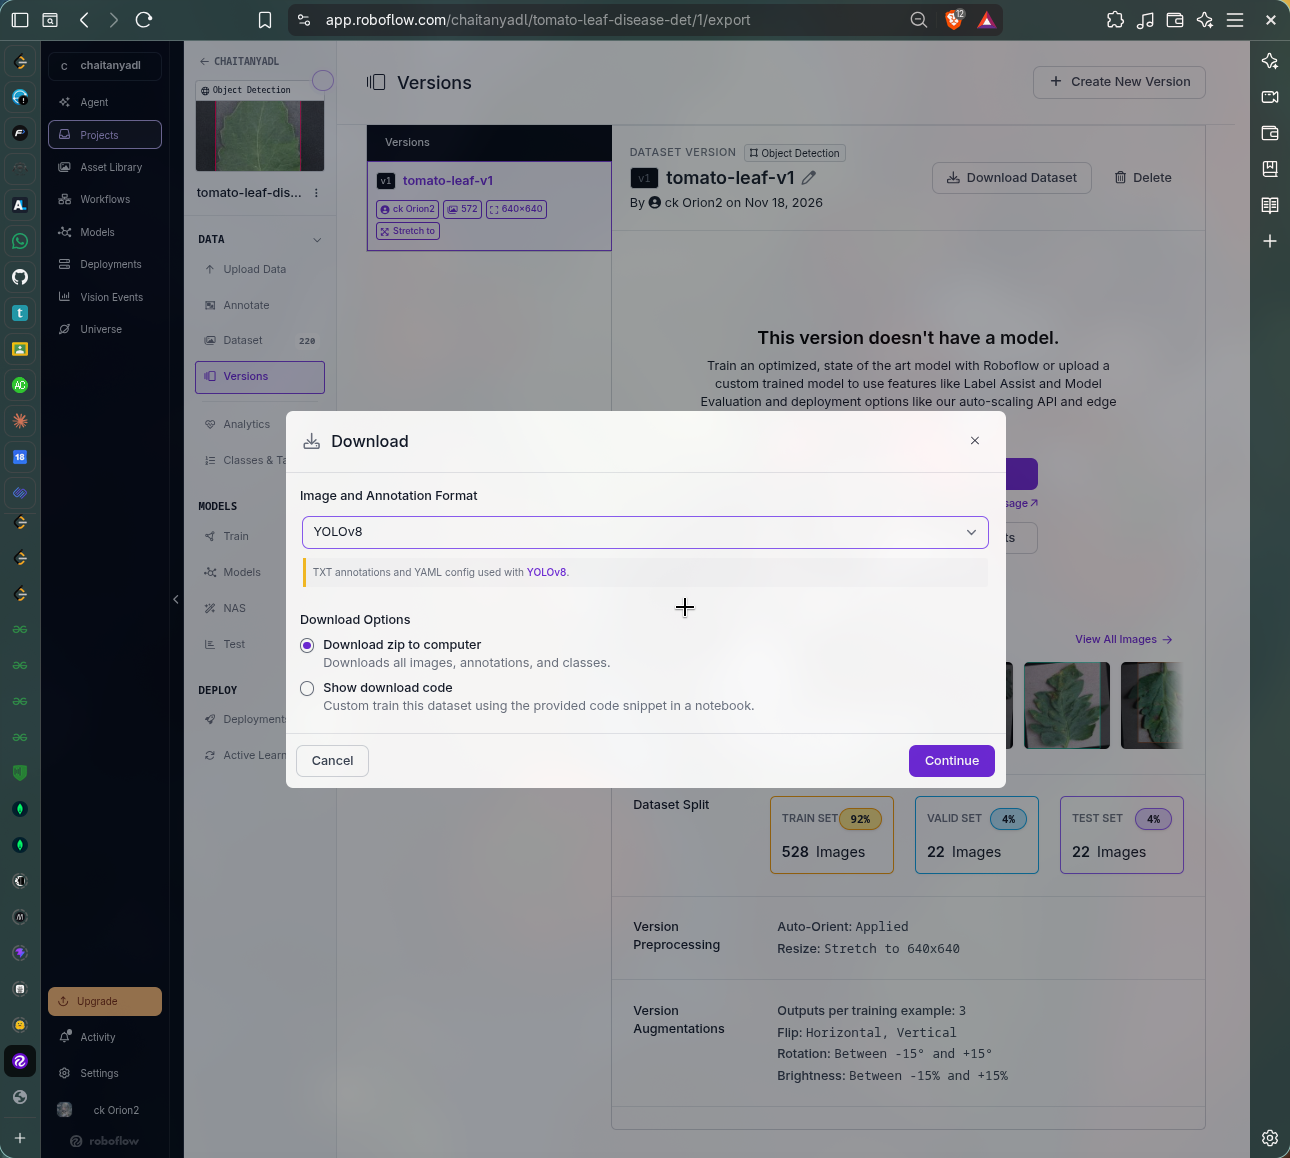 app.roboflow.com/chaitanyadl/tomato-leaf-disease-det/1/export
12
C chaitanyadl
Agent
Projects
Asset Library
Workflows
Models
Deployments
Vision Events
Universe
Upgrade
Activity
Settings
ck Orion2
roboflow
← CHAITANYADL
Object Detection
tomato-leaf-dis...
DATA
Upload Data
Annotate
Dataset 220
Versions
Analytics
Classes & Ta
MODELS
Train
Models
NAS
Test
DEPLOY
Deployment
Active Learn
Versions
+ Create New Version
Versions
v1 tomato-leaf-v1
ck Orion2 572 640×640
Stretch to
DATASET VERSION Object Detection
v1 tomato-leaf-v1
Download Dataset
Delete
By ck Orion2 on Nov 18, 2026
This version doesn't have a model.
Train an optimized, state of the art model with Roboflow or upload a
custom trained model to use features like Label Assist and Model
Evaluation and deployment options like our auto-scaling API and edge
sage↗
ts
Download
Image and Annotation Format
YOLOv8
TXT annotations and YAML config used with YOLOv8.
Download Options
Download zip to computer
Downloads all images, annotations, and classes.
Show download code
Custom train this dataset using the provided code snippet in a notebook.
Cancel
Continue
View All Images →
Dataset Split
TRAIN SET 92%
528 Images
VALID SET 4%
22 Images
TEST SET 4%
22 Images
Version
Preprocessing
Auto-Orient: Applied
Resize: Stretch to 640x640
Version
Augmentations
Outputs per training example: 3
Flip: Horizontal, Vertical
Rotation: Between -15° and +15°
Brightness: Between -15% and +15%
t
AC
18